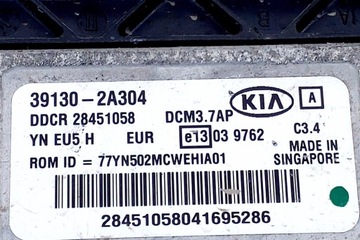 39130-2A304 KIA A
DDCR 28451058 DCM3.7AP
YN EU5 H EUR e13 03 9762 C3.4
ROM ID = 77YN502MCWEHIA01 MADE IN SINGAPORE
28451058041695286